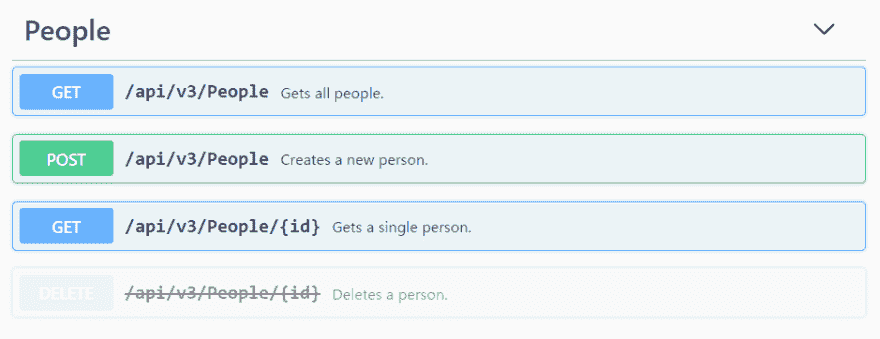 People
GET /api/v3/People Gets all people.
POST /api/v3/People Creates a new person.
GET /api/v3/People/{id} Gets a single person.
DELETE /api/v3/People/{id} Deletes a person.